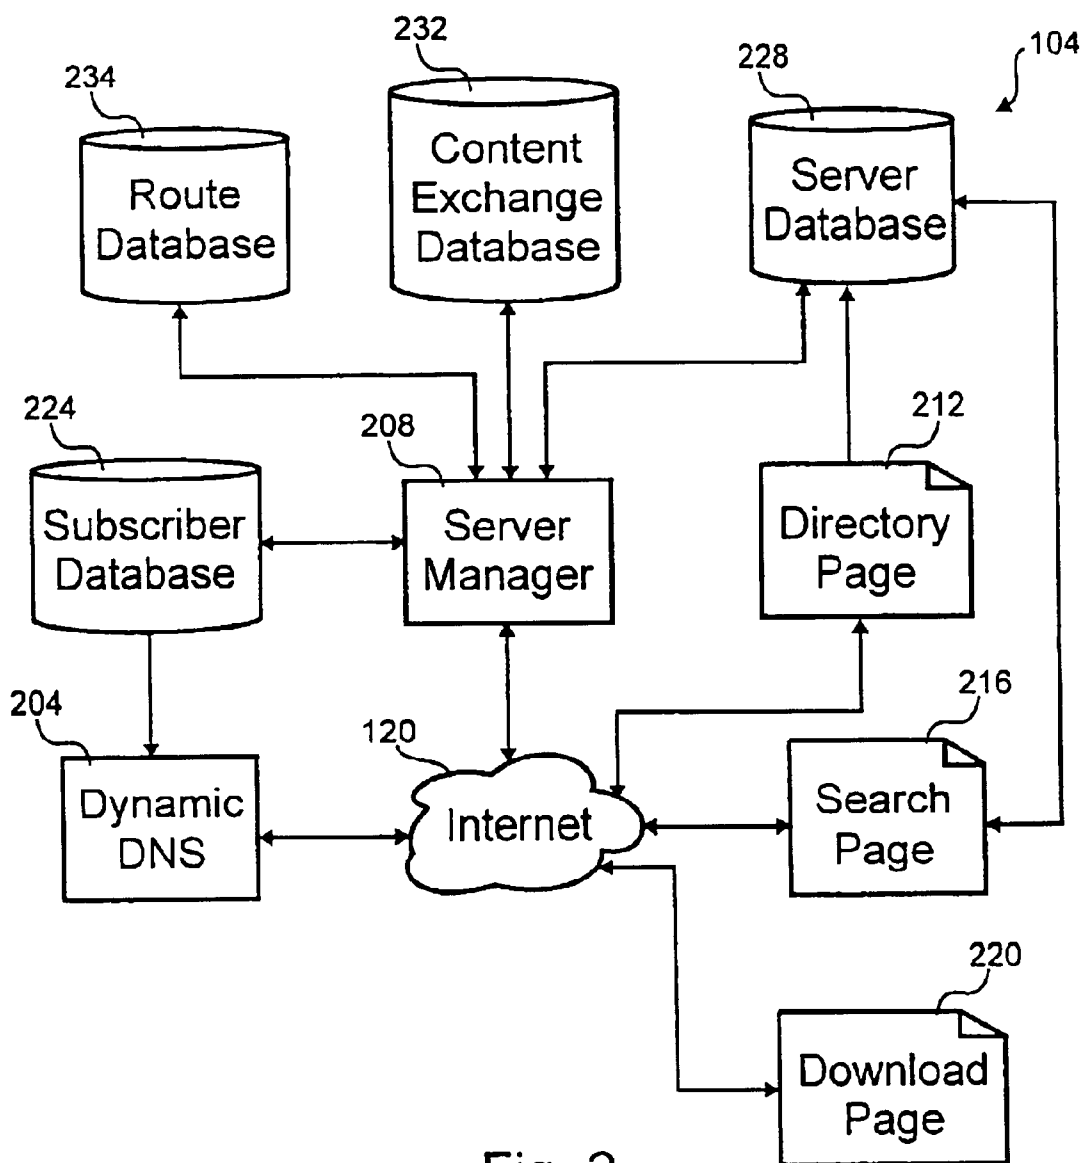 232
104
228
234
Content
Exchange
Database
Server
Database
Route
Database
224
208
212
Subscriber
Database
Server
Manager
Directory
Page
204
120
216
Dynamic
DNS
Internet
Search
Page
220
Download
Page